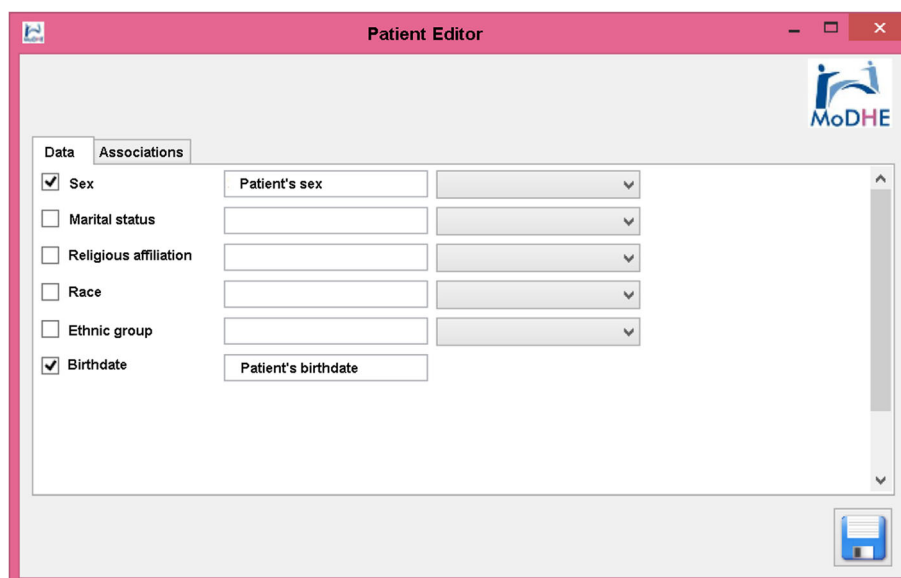 Patient Editor
MoDHE
Data Associations
Sex Patient's sex
Marital status
Religious affiliation
Race
Ethnic group
Birthdate Patient's birthdate